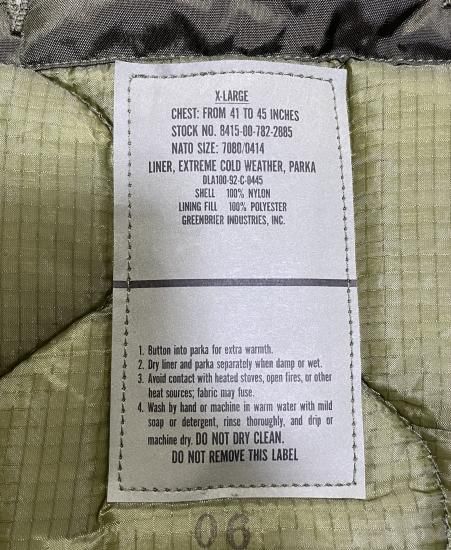 X-LARGE
CHEST: FROM 41 TO 45 INCHES
STOCK NO. 8415-00-782-2885
NATO SIZE: 7080/0414
LINER, EXTREME COLD WEATHER, PARKA
DLA100-92-C-0445
SHELL 100% NYLON
LINING FILL 100% POLYESTER
GREENBRIER INDUSTRIES, INC.
1. Button into parka for extra warmth.
2. Dry liner and parka separately when damp or wet.
3. Avoid contact with heated stoves, open fires, or other
heat sources; fabric may fuse.
4. Wash by hand or machine in warm water with mild
soap or detergent, rinse thoroughly, and drip or
machine dry. DO NOT DRY CLEAN.
DO NOT REMOVE THIS LABEL
06